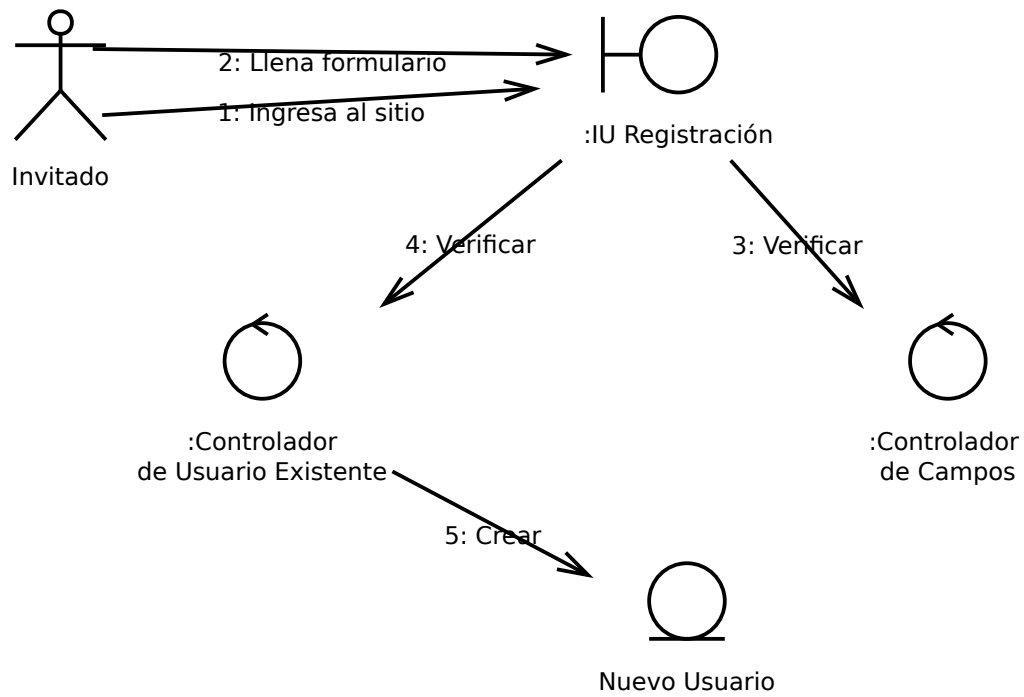 2: Llena formulario
1: Ingresa al sitio
:IU Registración
Invitado
4: Verificar
3: Verificar
:Controlador
de Usuario Existente
:Controlador
de Campos
5: Crear
Nuevo Usuario